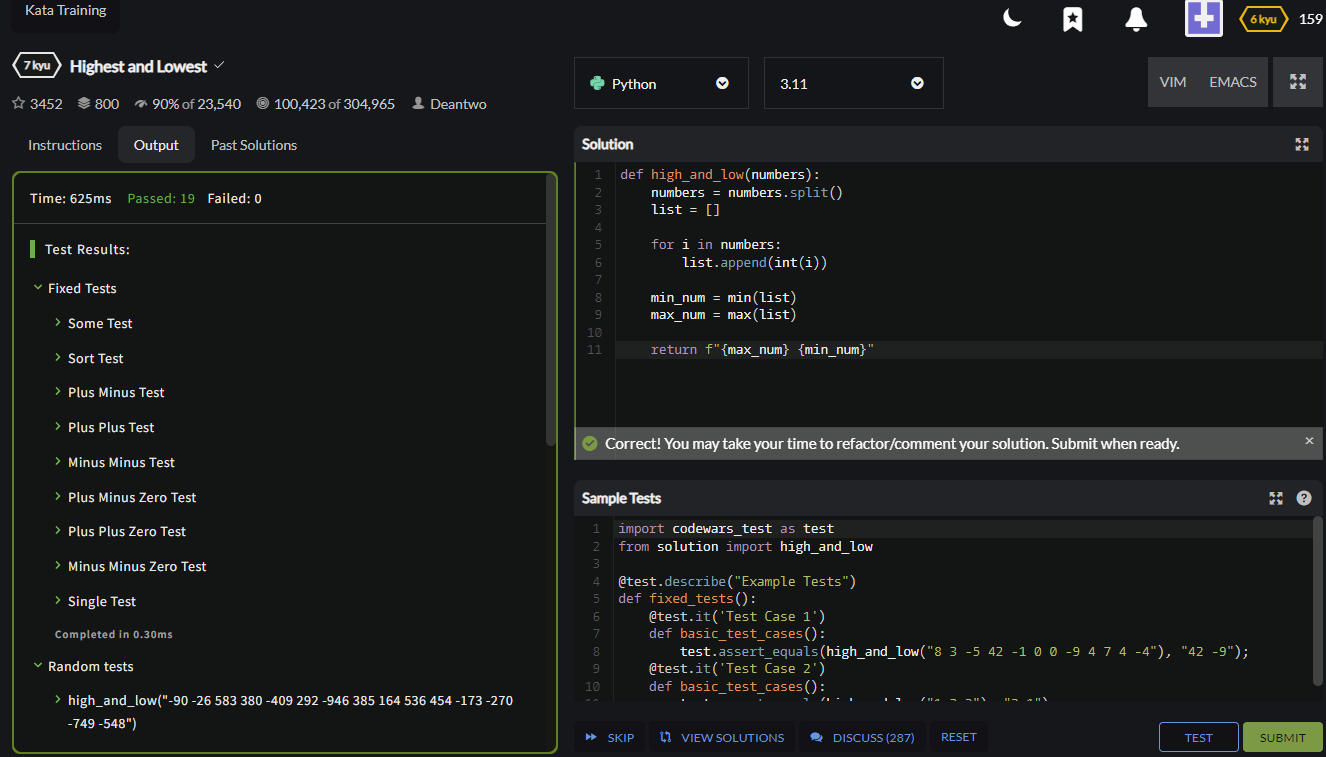 Kata Training
6 kyu 159
7 kyu Highest and Lowest
3452 800 90% of 23,540 100,423 of 304,965 Deantwo
Instructions Output Past Solutions
Time: 625ms Passed: 19 Failed: 0
Test Results:
Fixed Tests
Some Test
Sort Test
Plus Minus Test
Plus Plus Test
Minus Minus Test
Plus Minus Zero Test
Plus Plus Zero Test
Minus Minus Zero Test
Single Test
Completed in 0.30ms
Random tests
high_and_low("-90 -26 583 380 -409 292 -946 385 164 536 454 -173 -270
-749 -548")
Python 3.11 VIM EMACS
Solution
1 def high_and_low(numbers):
2     numbers = numbers.split()
3     list = []
4
5     for i in numbers:
6         list.append(int(i))
7
8     min_num = min(list)
9     max_num = max(list)
10
11     return f"{max_num} {min_num}"
Correct! You may take your time to refactor/comment your solution. Submit when ready.
Sample Tests
1 import codewars_test as test
2 from solution import high_and_low
3
4 @test.describe("Example Tests")
5 def fixed_tests():
6     @test.it('Test Case 1')
7     def basic_test_cases():
8         test.assert_equals(high_and_low("8 3 -5 42 -1 0 0 -9 4 7 4 -4"), "42 -9");
9     @test.it('Test Case 2')
10     def basic_test_cases():
SKIP VIEW SOLUTIONS DISCUSS (287) RESET TEST SUBMIT